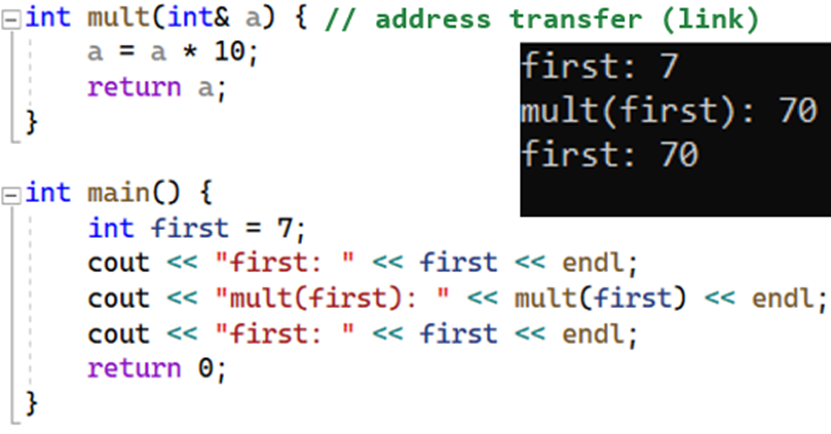 int mult(int& a) { // address transfer (link)
    a = a * 10;
    return a;
}
first: 7
mult(first): 70
first: 70
int main() {
    int first = 7;
    cout << "first: " << first << endl;
    cout << "mult(first): " << mult(first) << endl;
    cout << "first: " << first << endl;
    return 0;
}